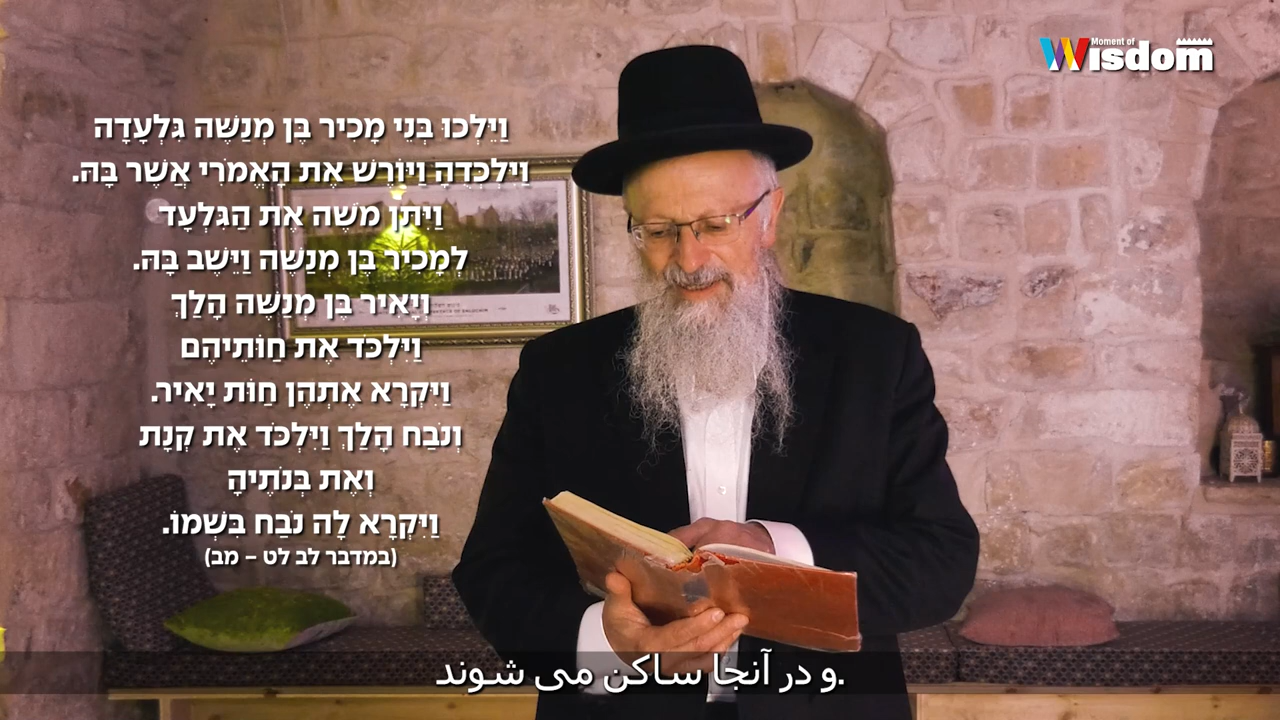 Moment of
Wisdom
וַיֵּלְכוּ בְּנֵי מָכִיר בֶּן מְנַשֶּׁה גִּלְעָדָה
וַיִּלְכְּדֻהָ וַיּוֹרֶשׁ אֶת הָאֱמֹרִי אֲשֶׁר בָּהּ.
וַיִּתֵּן מֹשֶׁה אֶת הַגִּלְעָד
לְמָכִיר בֶּן מְנַשֶּׁה וַיֵּשֶׁב בָּהּ.
וְיָאִיר בֶּן מְנַשֶּׁה הָלַךְ
וַיִּלְכֹּד אֶת חַוֹּתֵיהֶם
וַיִּקְרָא אֶתְהֶן חַוֹּת יָאִיר.
וְנֹבַח הָלַךְ וַיִּלְכֹּד אֶת קְנָת
וְאֶת בְּנֹתֶיהָ
וַיִּקְרָא לָהּ נֹבַח בִּשְׁמוֹ.
(במדבר לב לט – מב)
و در آنجا ساکن می شوند.